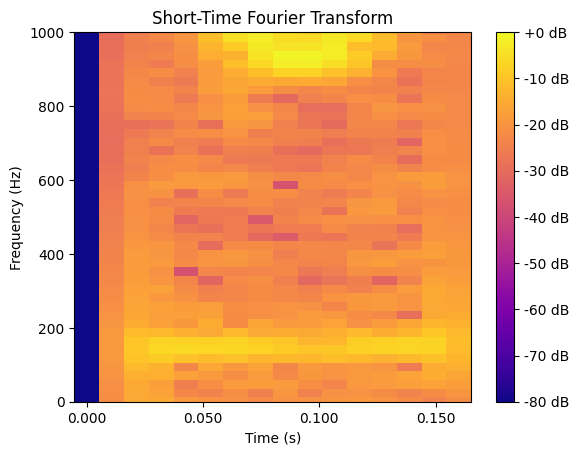 Short-Time Fourier Transform
Frequency (Hz)
1000
800
600
400
200
0
0.000
0.050
0.100
0.150
Time (s)
+0 dB
-10 dB
-20 dB
-30 dB
-40 dB
-50 dB
-60 dB
-70 dB
-80 dB